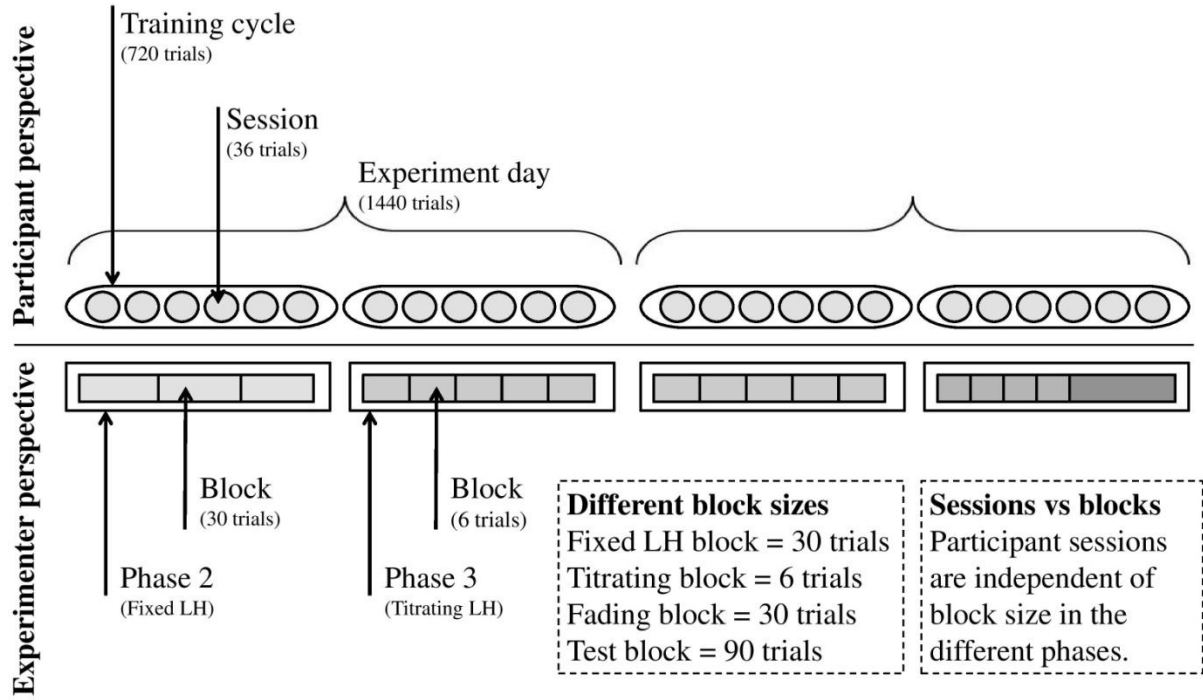 Participant perspective
Training cycle
(720 trials)
Session
(36 trials)
Experiment day
(1440 trials)
Experimenter perspective
Block
(30 trials)
Phase 2
(Fixed LH)
Block
(6 trials)
Phase 3
(Titrating LH)
Different block sizes
Fixed LH block = 30 trials
Titrating block = 6 trials
Fading block = 30 trials
Test block = 90 trials
Sessions vs blocks
Participant sessions
are independent of
block size in the
different phases.